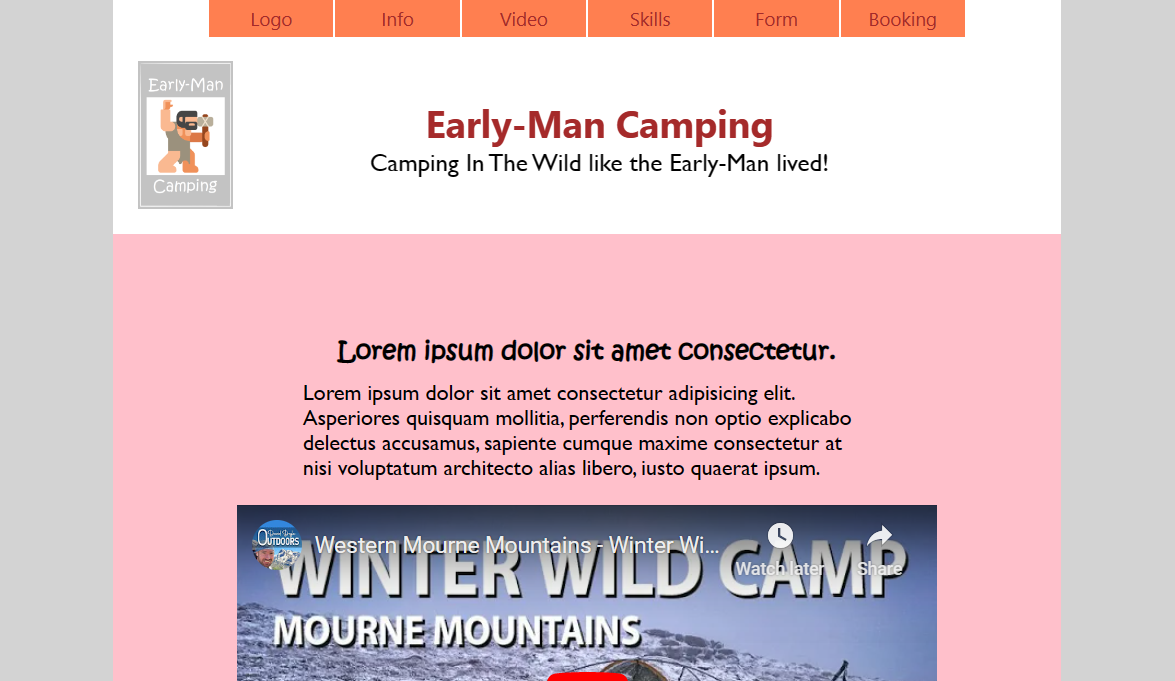 Logo
Info
Video
Skills
Form
Booking
Early-Man
Camping
Early-Man Camping
Camping In The Wild like the Early-Man lived!
Lorem ipsum dolor sit amet consectetur.
Lorem ipsum dolor sit amet consectetur adipisicing elit.
Asperiores quisquam mollitia, perferendis non optio explicabo
delectus accusamus, sapiente cumque maxime consectetur at
nisi voluptatum architecto alias libero, iusto quaerat ipsum.
OUTDOORS
Western Mourne Mountains - Winter Wi...
Watch later
Share
WINTER WILD CAMP
MOURNE MOUNTAINS